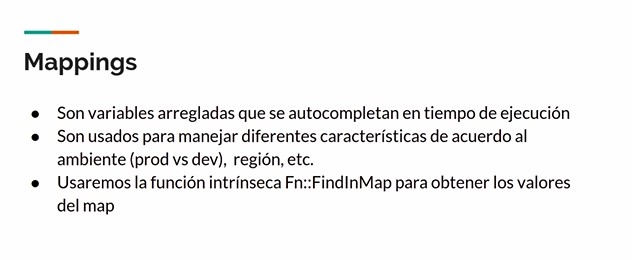 Mappings
● Son variables arregladas que se autocompletan en tiempo de ejecución
● Son usados para manejar diferentes características de acuerdo al
ambiente (prod vs dev), región, etc.
● Usaremos la función intrínseca Fn::FindInMap para obtener los valores
del map